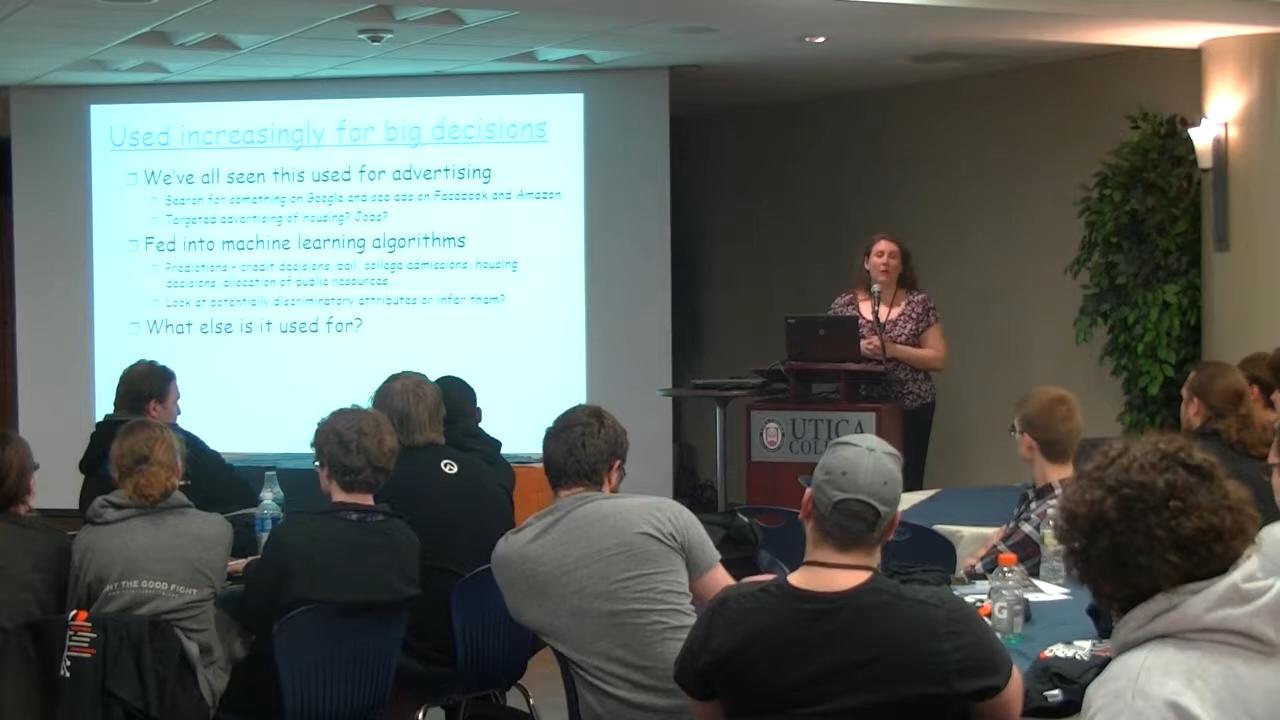 Used increasingly for big decisions
We've all seen this used for advertising
Search for something on Google and see ads on Facebook and Amazon
Targeted advertising of housing? Jobs?
Fed into machine learning algorithms
Predictions - credit decisions, bail, college admissions, housing
decisions, allocation of public resources...
Look at potentially discriminatory attributes or infer them?
What else is it used for?
UTICA
THE GOOD FIGHT
G